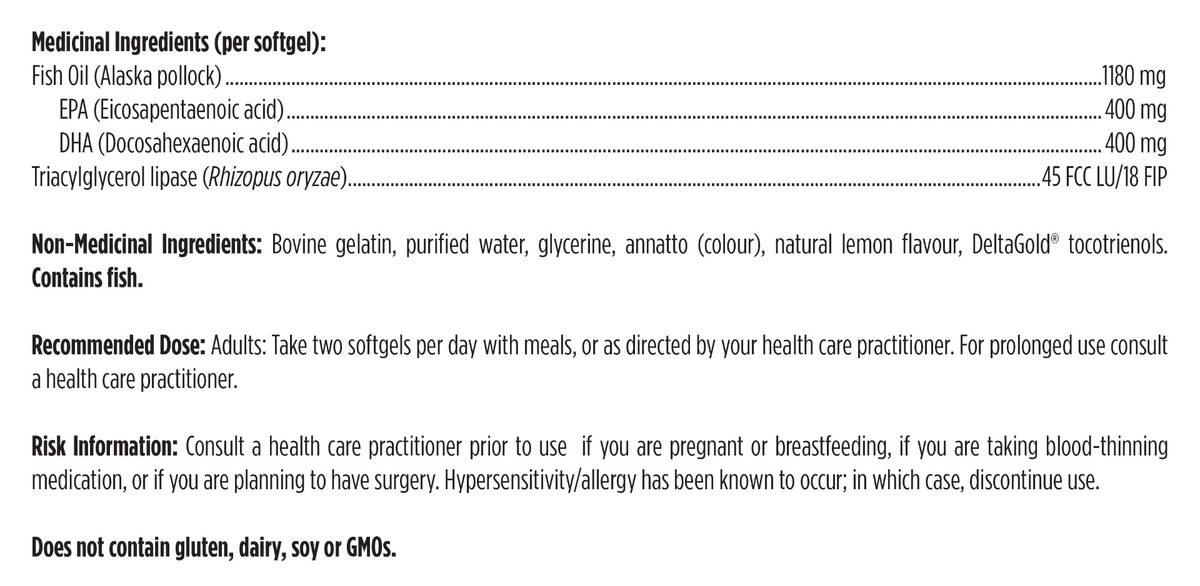 Medicinal Ingredients (per softgel):
Fish Oil (Alaska pollock)....................1180 mg
EPA (Eicosapentaenoic acid)....................400 mg
DHA (Docosahexaenoic acid)....................400 mg
Triacylglycerol lipase (Rhizopus oryzae)....................45 FCC LU/18 FIP
Non-Medicinal Ingredients: Bovine gelatin, purified water, glycerine, annatto (colour), natural lemon flavour, DeltaGold® tocotrienols.
Contains fish.
Recommended Dose: Adults: Take two softgels per day with meals, or as directed by your health care practitioner. For prolonged use consult
a health care practitioner.
Risk Information: Consult a health care practitioner prior to use if you are pregnant or breastfeeding, if you are taking blood-thinning
medication, or if you are planning to have surgery. Hypersensitivity/allergy has been known to occur; in which case, discontinue use.
Does not contain gluten, dairy, soy or GMOs.